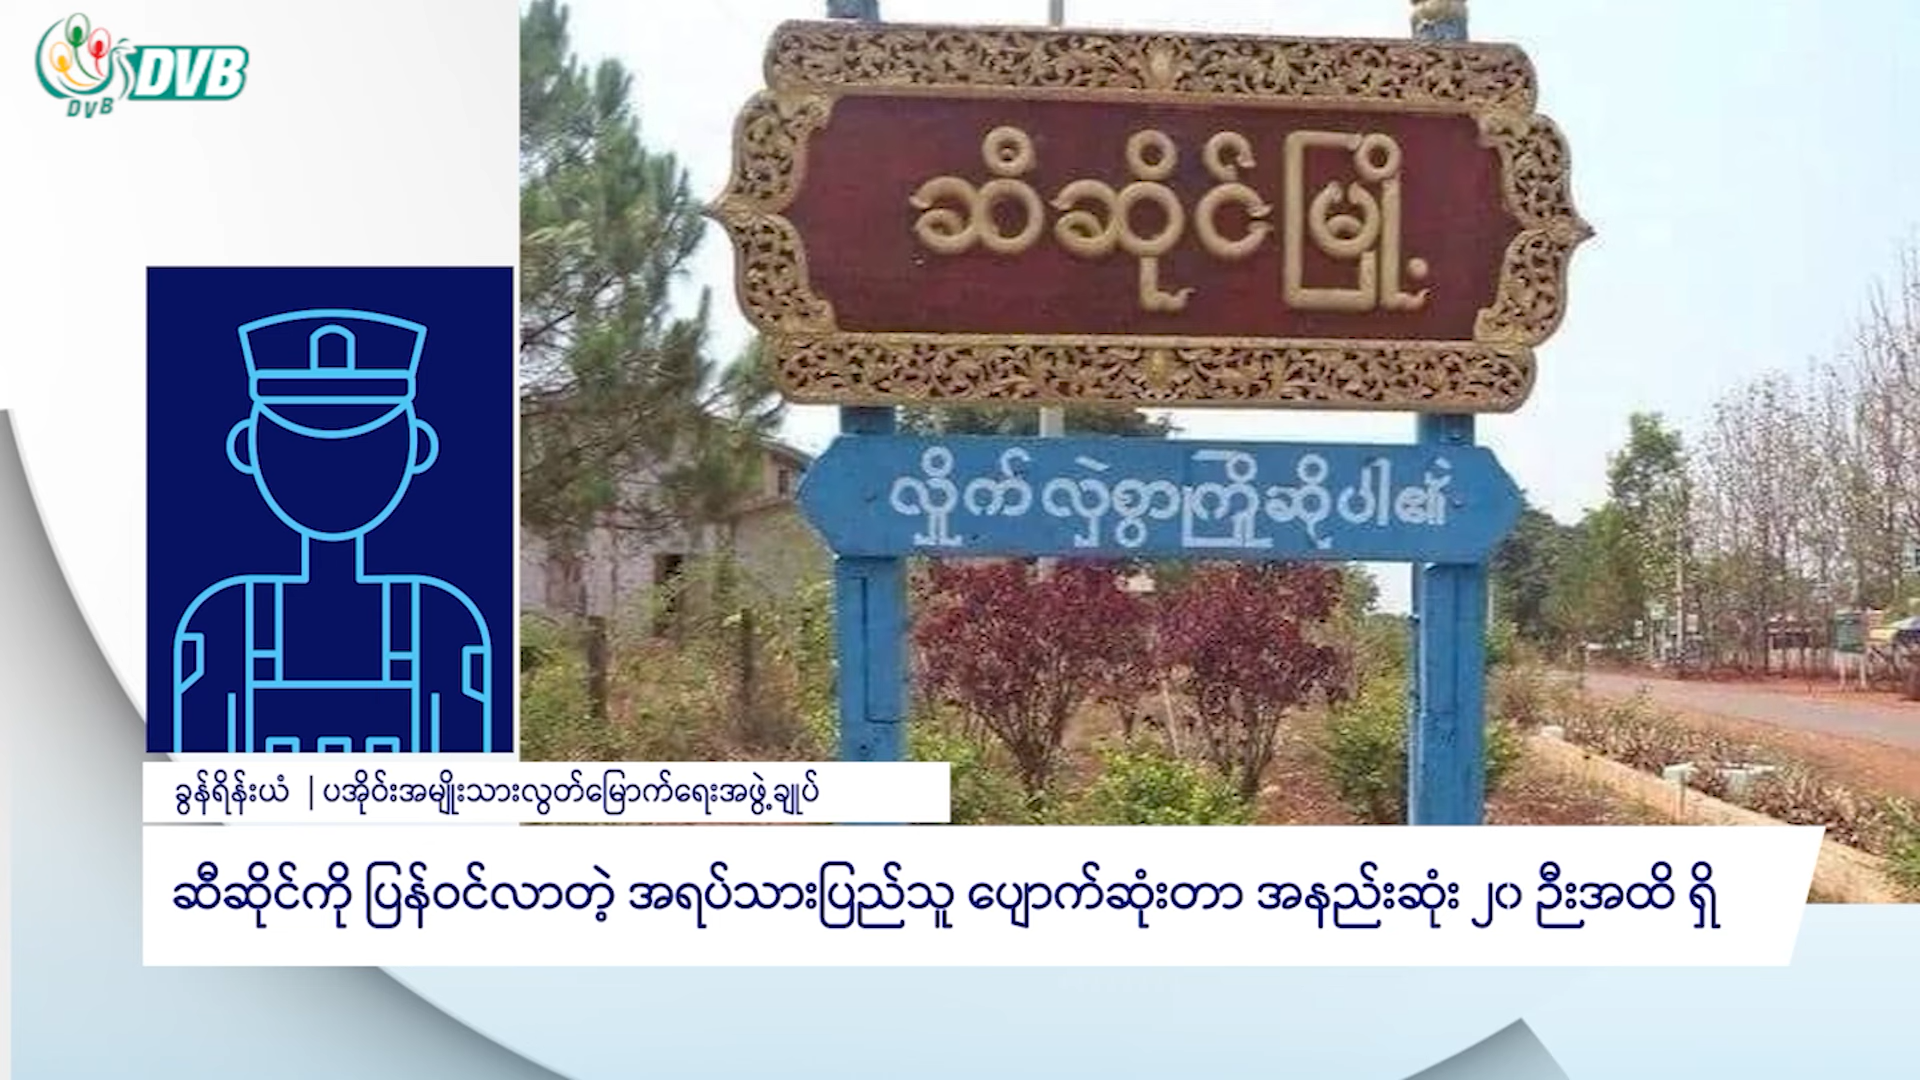 DVB
DVB
ဆီဆိုင်မြို့
လှိုက်လှဲစွာကြိုဆိုပါ၏
ခွန်ရိန်းယံ | ပအိုဝ်းအမျိုးသားလွတ်မြောက်ရေးအဖွဲ့ချုပ်
ဆီဆိုင်ကို ပြန်ဝင်လာတဲ့ အရပ်သားပြည်သူ ပျောက်ဆုံးတာ အနည်းဆုံး ၂၀ ဦးအထိ ရှိ